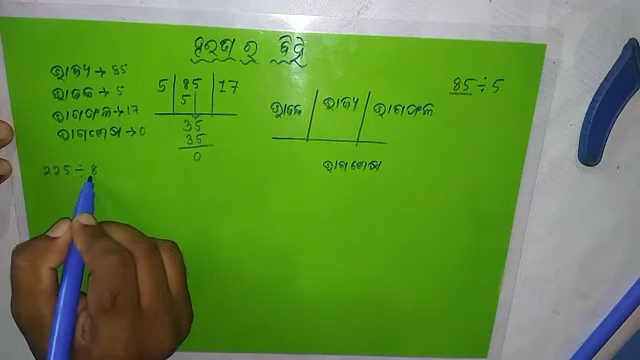 ହରଣ ର ଚିହ୍ନ
ଭାଜ୍ୟ → 85
ଭାଜକ → 5
ଭାଗଫଳ → 17
ଭାଗଶେଷ → 0
5 | 85 | 17
5
35
35
0
ଭାଜକ | ଭାଜ୍ୟ | ଭାଗଫଳ
ଭାଗଶେଷ
85 ÷ 5
225 ÷ 8